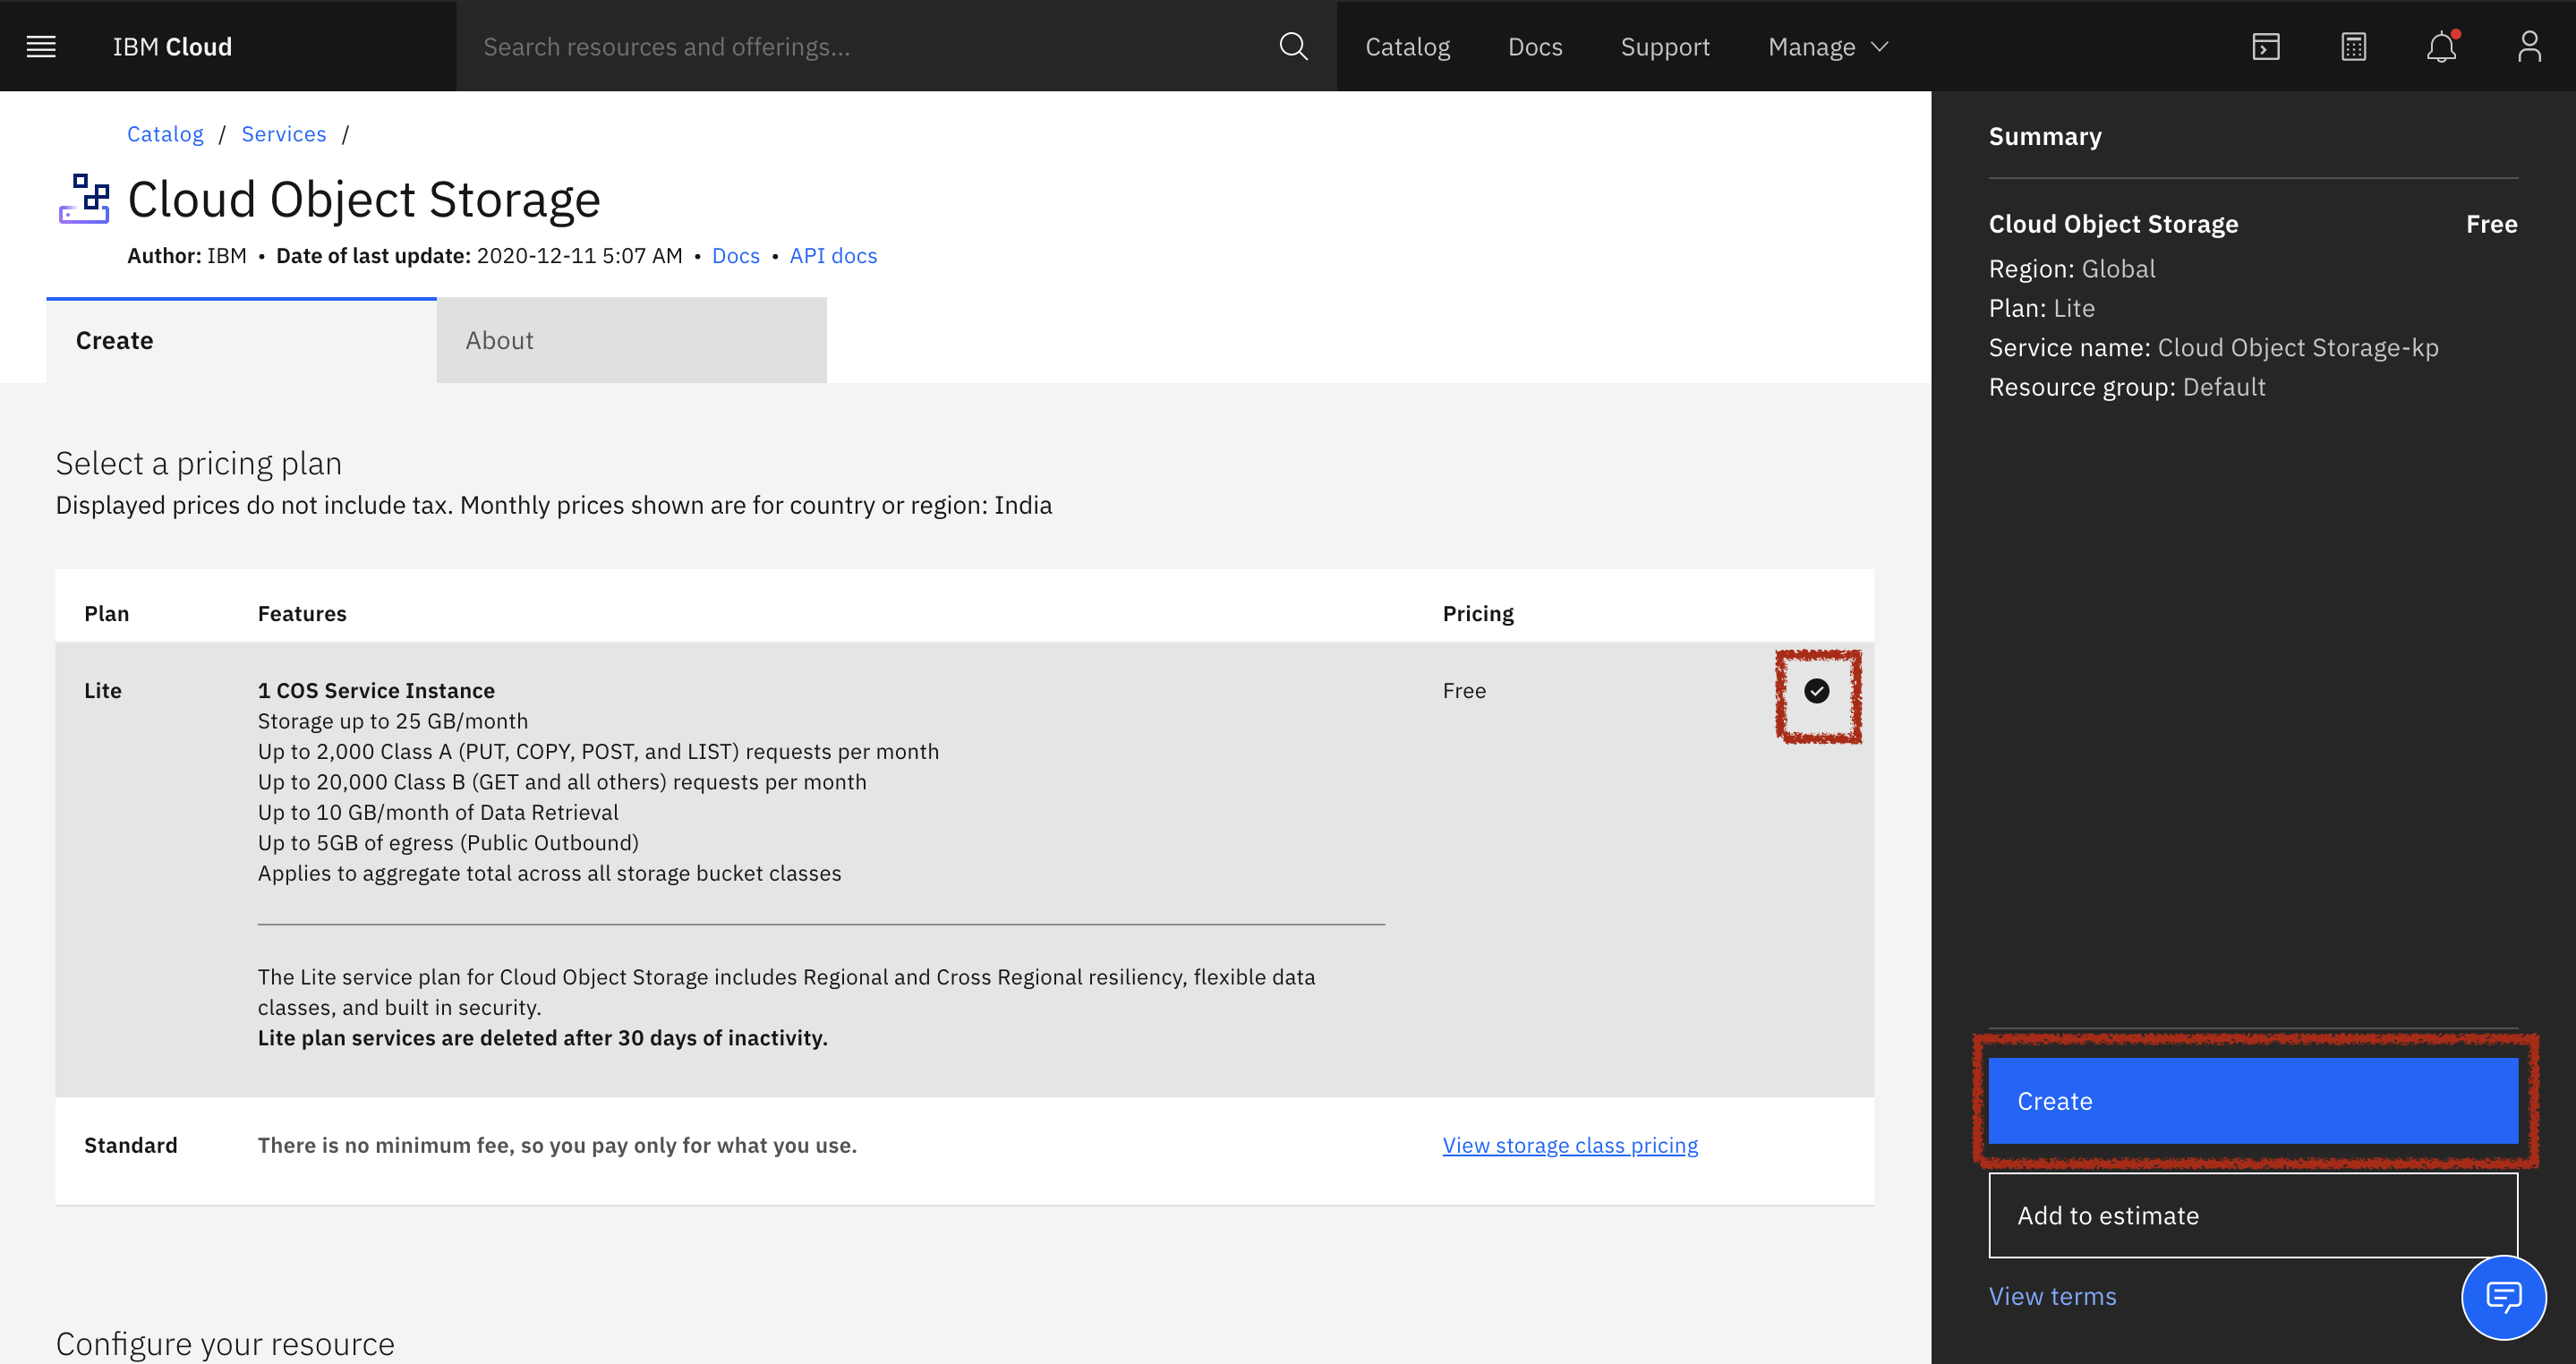 IBM Cloud
Search resources and offerings...
Catalog
Docs
Support
Manage
Catalog / Services /
Cloud Object Storage
Author: IBM • Date of last update: 2020-12-11 5:07 AM • Docs • API docs
Create
About
Select a pricing plan
Displayed prices do not include tax. Monthly prices shown are for country or region: India
Plan
Features
Pricing
Lite
1 COS Service Instance
Free
Storage up to 25 GB/month
Up to 2,000 Class A (PUT, COPY, POST, and LIST) requests per month
Up to 20,000 Class B (GET and all others) requests per month
Up to 10 GB/month of Data Retrieval
Up to 5GB of egress (Public Outbound)
Applies to aggregate total across all storage bucket classes
The Lite service plan for Cloud Object Storage includes Regional and Cross Regional resiliency, flexible data
classes, and built in security.
Lite plan services are deleted after 30 days of inactivity.
Standard
There is no minimum fee, so you pay only for what you use.
View storage class pricing
Configure your resource
Summary
Cloud Object Storage
Free
Region: Global
Plan: Lite
Service name: Cloud Object Storage-kp
Resource group: Default
Create
Add to estimate
View terms